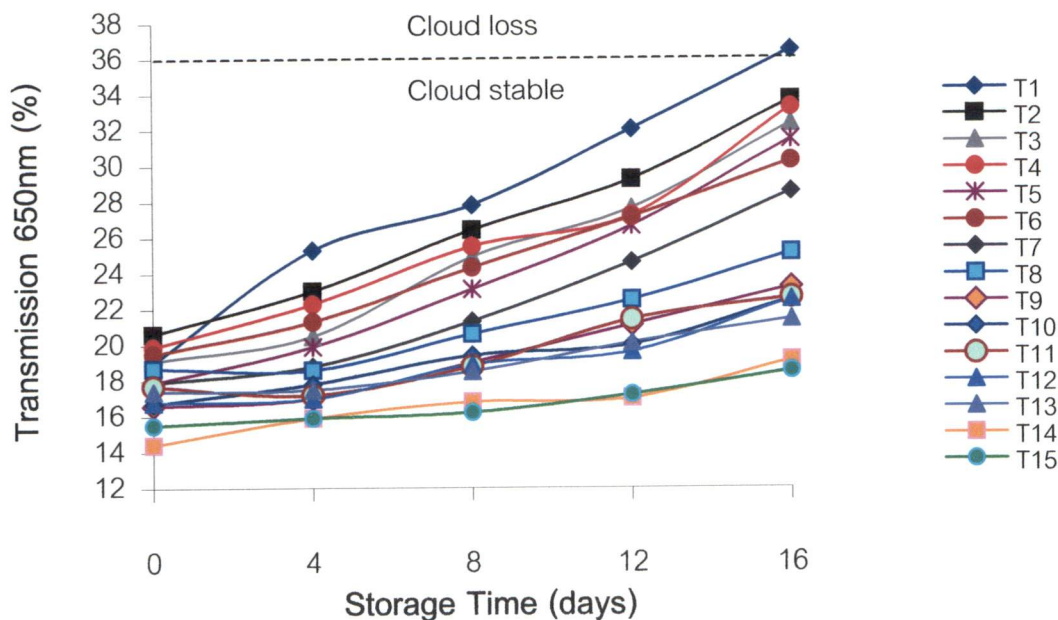 38
36
34
32
30
28
26
24
22
20
18
16
14
12
Transmission 650nm (%)
Cloud loss
Cloud stable
0 4 8 12 16
Storage Time (days)
T1
T2
T3
T4
T5
T6
T7
T8
T9
T10
T11
T12
T13
T14
T15